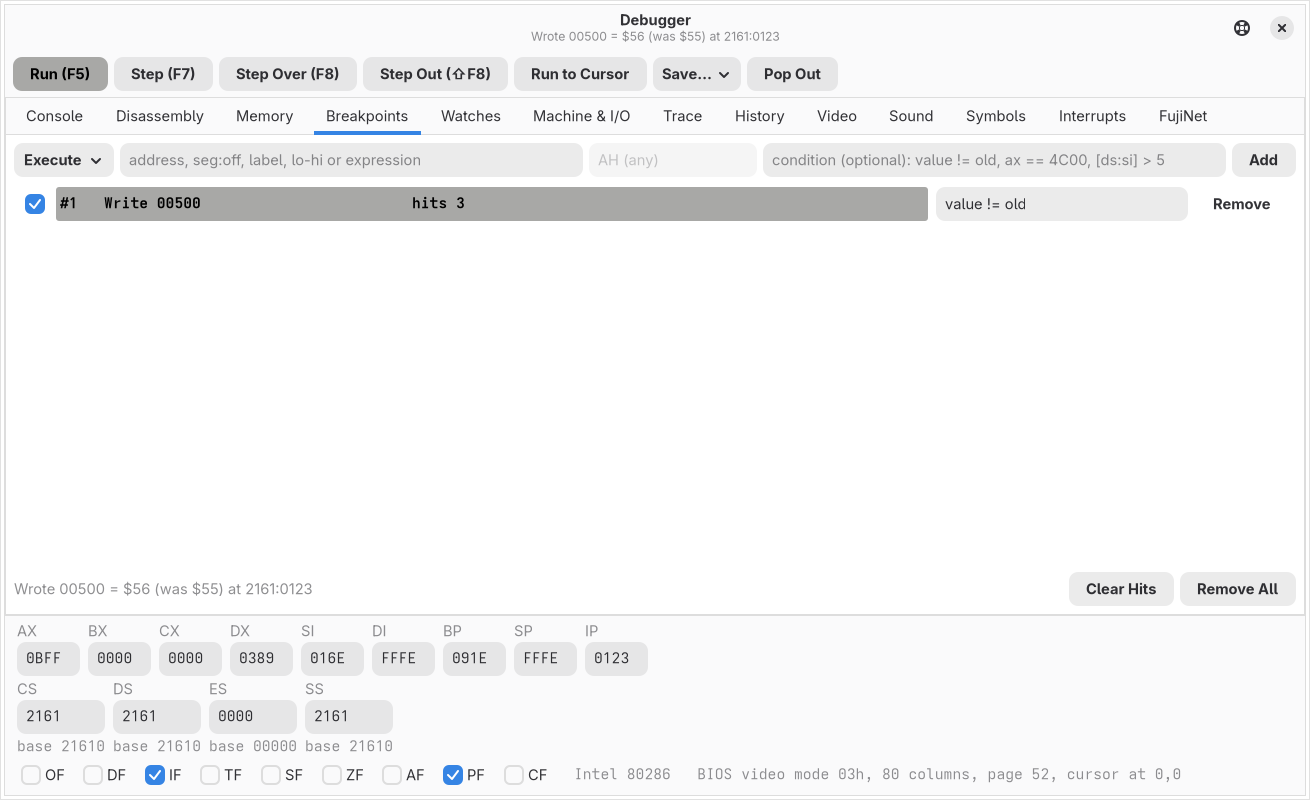 Debugger
Wrote 00500 = $56 (was $55) at 2161:0123
Run (F5) Step (F7) Step Over (F8) Step Out (⇧F8) Run to Cursor Save... Pop Out
Console Disassembly Memory Breakpoints Watches Machine & I/O Trace History Video Sound Symbols Interrupts FujiNet
Execute address, seg:off, label, lo-hi or expression AH (any) condition (optional): value != old, ax == 4C00, [ds:si] > 5 Add
#1 Write 00500 hits 3 value != old Remove
Wrote 00500 = $56 (was $55) at 2161:0123 Clear Hits Remove All
AX BX CX DX SI DI BP SP IP
0BFF 0000 0000 0389 016E FFFE 091E FFFE 0123
CS DS ES SS
2161 2161 0000 2161
base 21610 base 21610 base 00000 base 21610
OF DF IF TF SF ZF AF PF CF Intel 80286 BIOS video mode 03h, 80 columns, page 52, cursor at 0,0